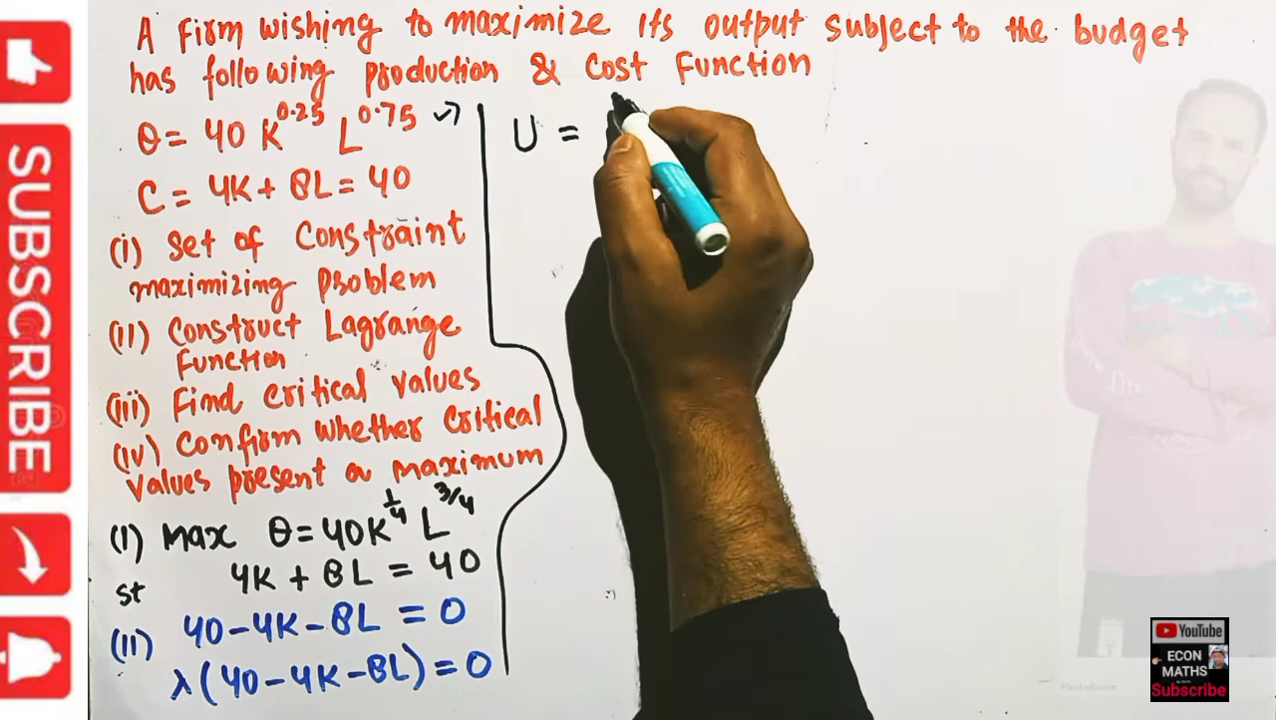 A Firm wishing to maximize its output subject to the budget
has following production & Cost Function
Q = 40 K^0.25 L^0.75
C = 4K + 8L = 40
(i) Set of Constraint
maximizing Problem
(ii) Construct Lagrange
Function
(iii) Find critical values
(iv) Confirm whether Critical
values present a maximum
(i) Max Q = 40K^1/4 L^3/4
st 4K + 8L = 40
(ii) 40-4K-8L = 0
λ(40-4K-8L) = 0
U =
SUBSCRIBE
PhotoRoom
YouTube
ECON
MATHS
Subscribe